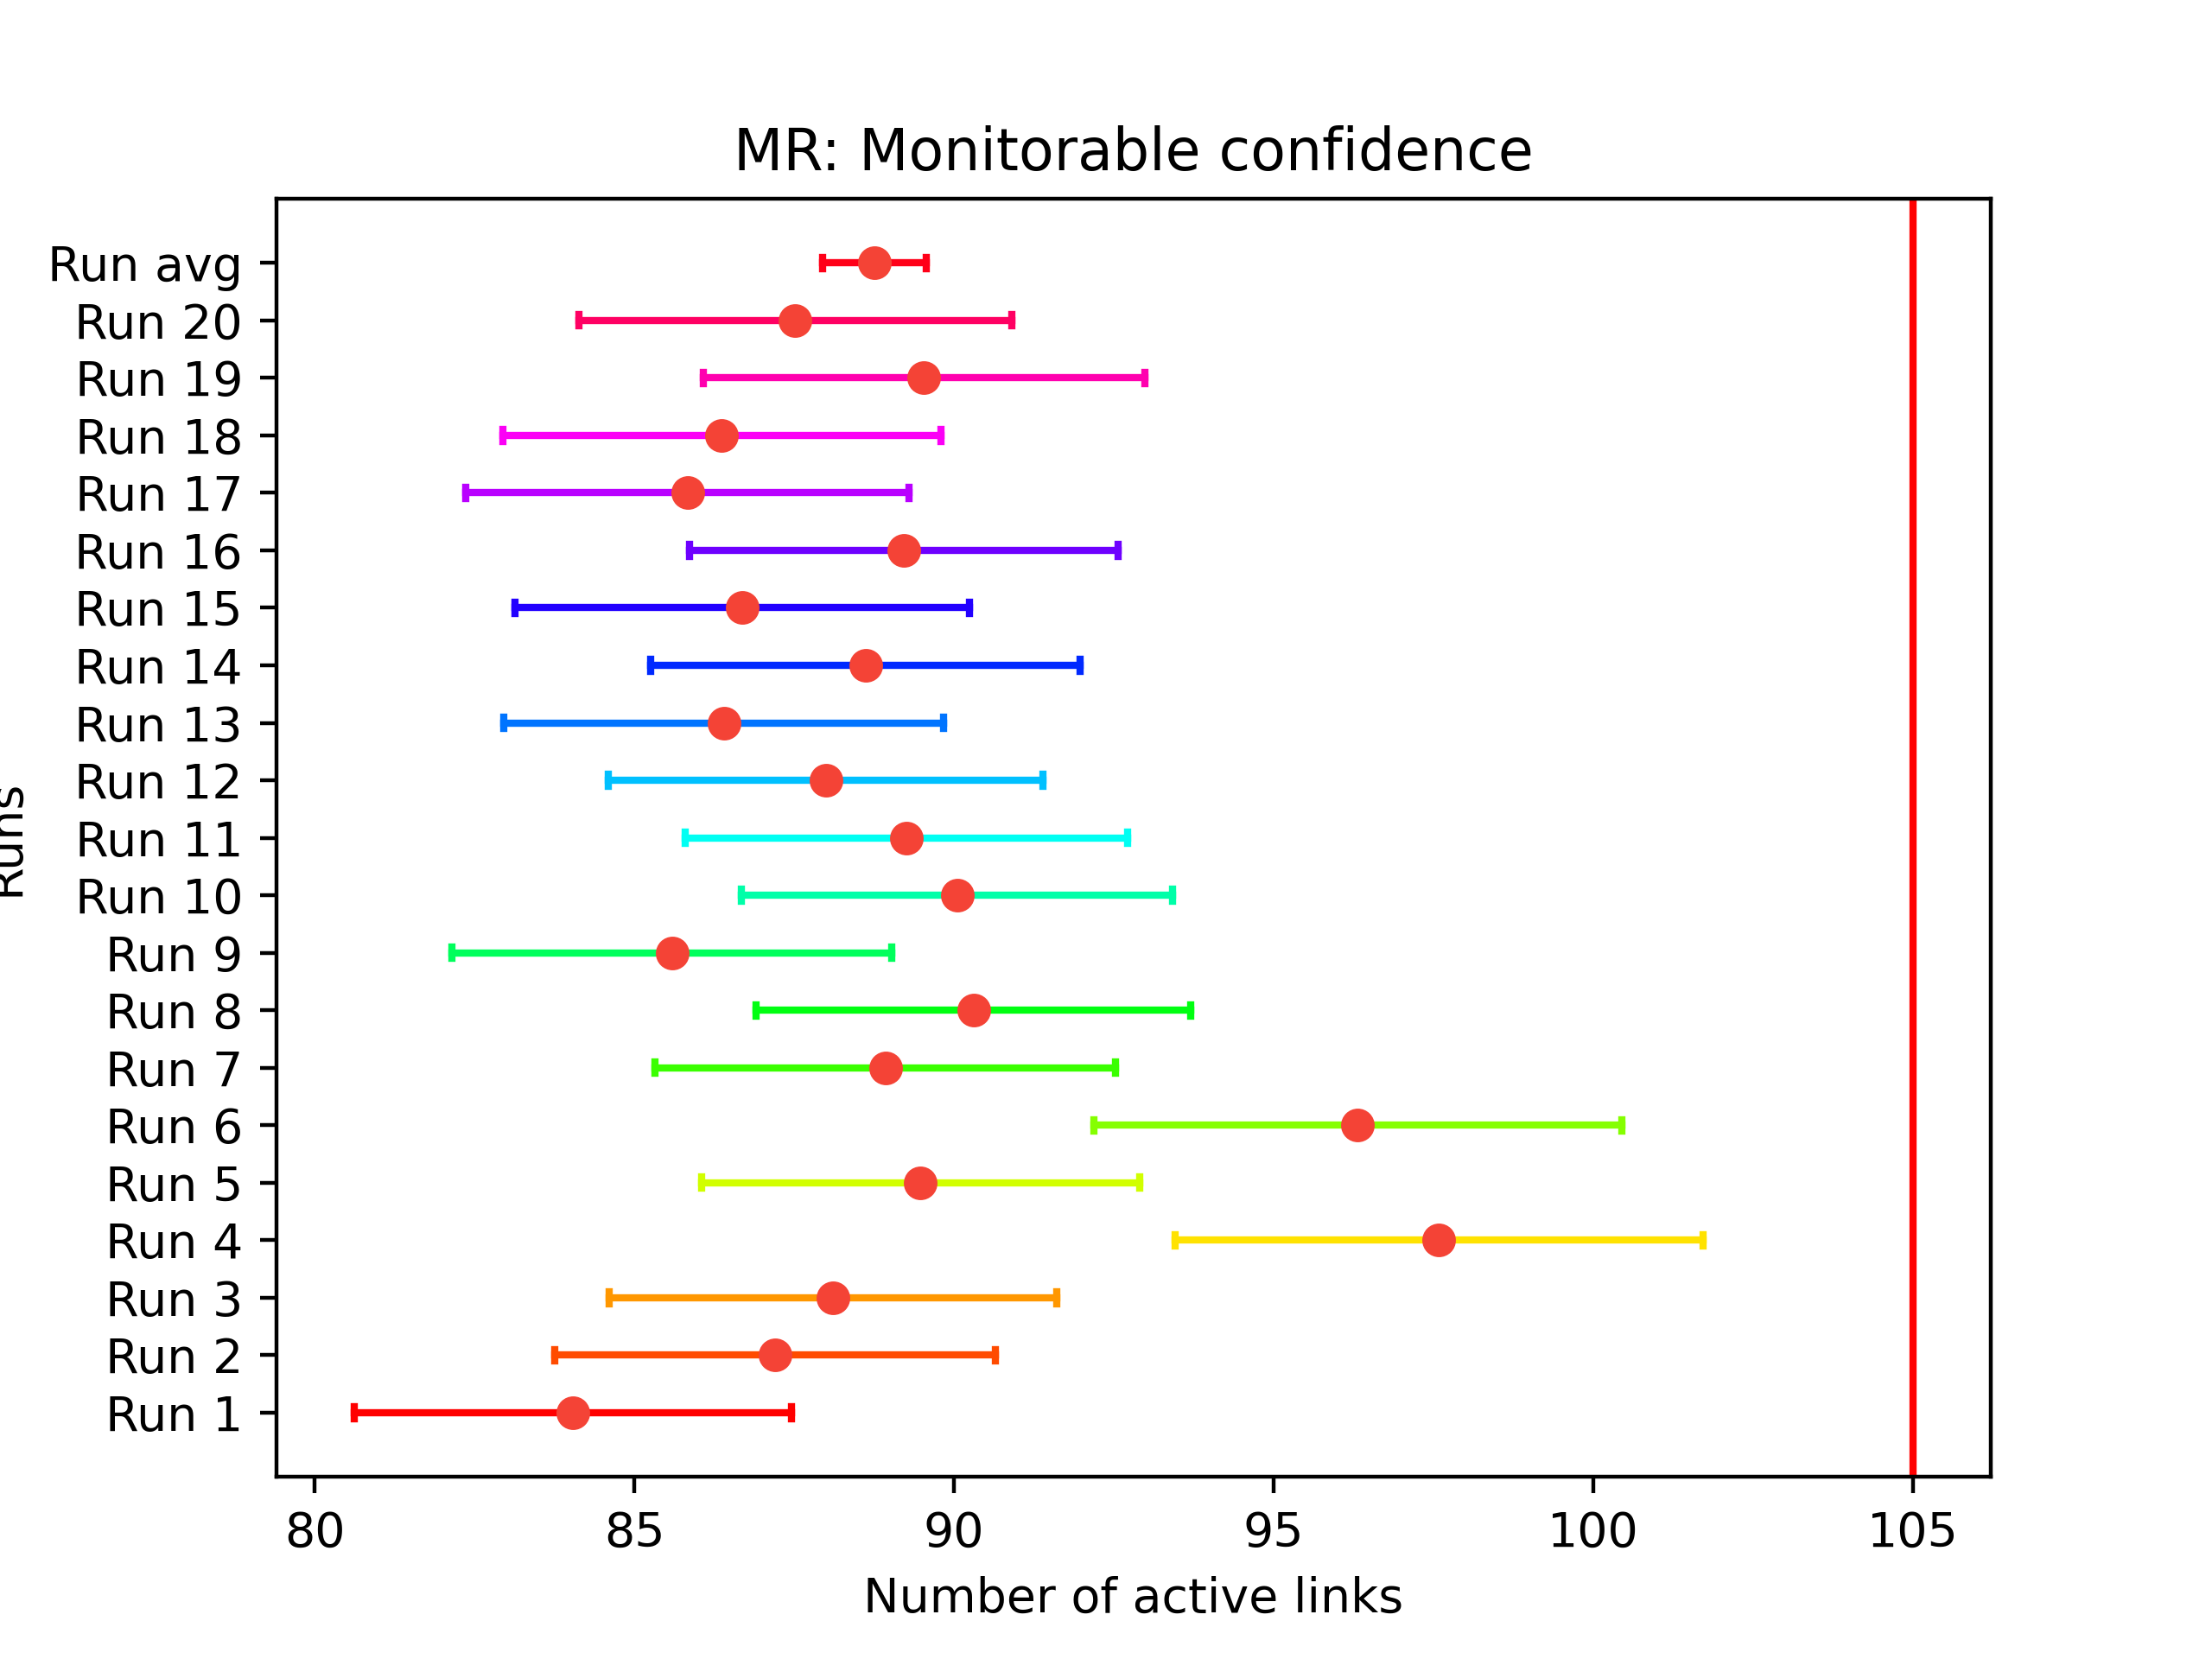 MR: Monitorable confidence
Run avg
Run 20
Run 19
Run 18
Run 17
Run 16
Run 15
Run 14
Run 13
Run 12
Run 11
Run 10
Run 9
Run 8
Run 7
Run 6
Run 5
Run 4
Run 3
Run 2
Run 1
Runs
80 85 90 95 100 105
Number of active links